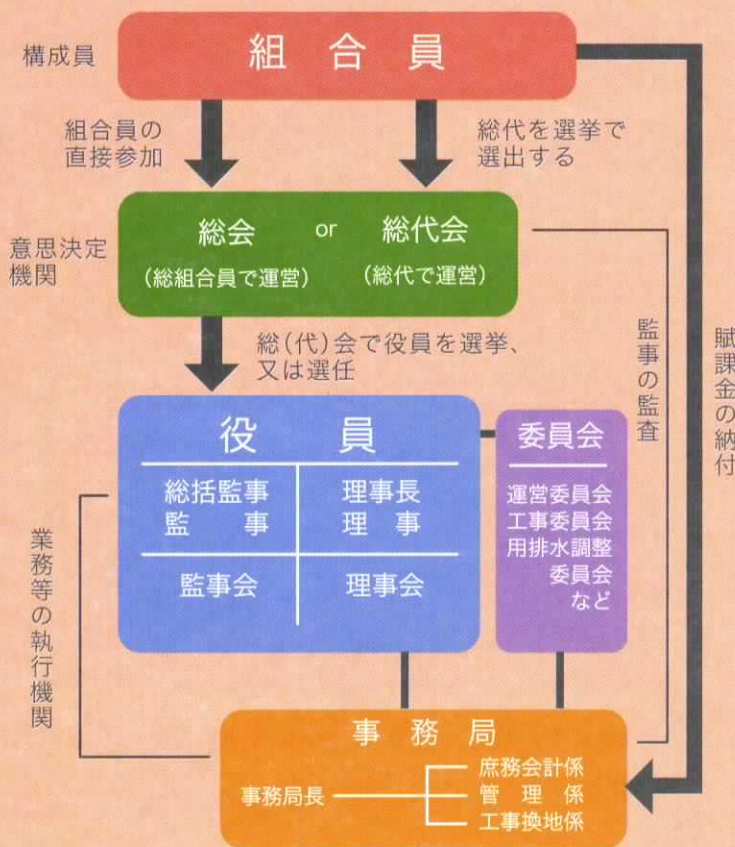 構成員
組合員
組合員の
直接参加
総代を選挙で
選出する
意思決定
機関
総会 or 総代会
(総組合員で運営) (総代で運営)
総(代)会で役員を選挙、
又は選任
監事の監査
賦課金の納付
役員
総括監事
監事
理事長
理事
監事会
理事会
委員会
運営委員会
工事委員会
用排水調整
委員会
など
業務等の執行機関
事務局
事務局長
庶務会計係
管理係
工事換地係